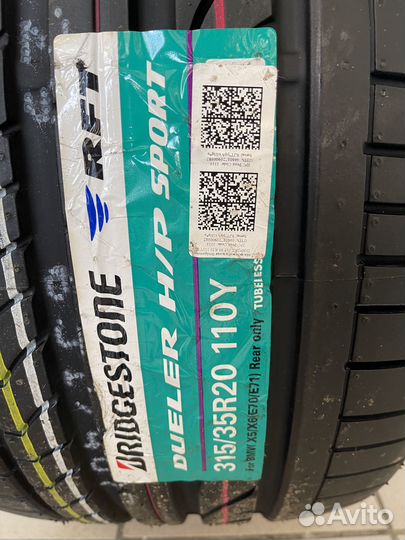 BRIDGESTONE RFT
DUELER H/P SPORT
315/35R20 110Y TUBELESS
For BMW X5/X6(E70/E71) Rear only
Avito